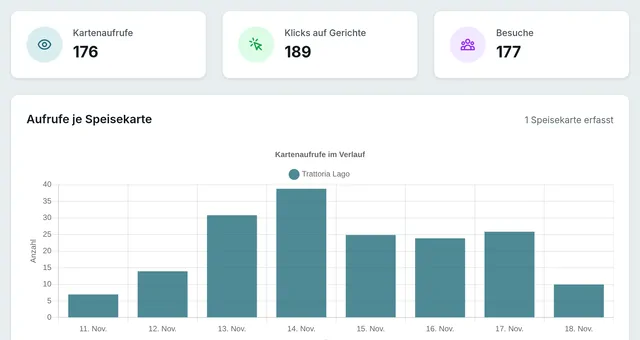 Kartenaufrufe
176
Klicks auf Gerichte
189
Besuche
177
Aufrufe je Speisekarte
1 Speisekarte erfasst
Kartenaufrufe im Verlauf
Trattoria Lago
Anzahl
40
35
30
25
20
15
10
5
0
11. Nov.
12. Nov.
13. Nov.
14. Nov.
15. Nov.
16. Nov.
17. Nov.
18. Nov.